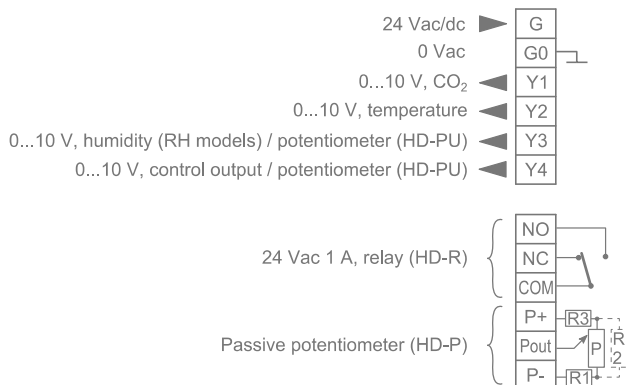 24 Vac/dc G
0 Vac G0
0...10 V, CO₂ Y1
0...10 V, temperature Y2
0...10 V, humidity (RH models) / potentiometer (HD-PU) Y3
0...10 V, control output / potentiometer (HD-PU) Y4
NO
24 Vac 1 A, relay (HD-R) NC
COM
P+ R3
Passive potentiometer (HD-P) Pout P R
2
P- R1